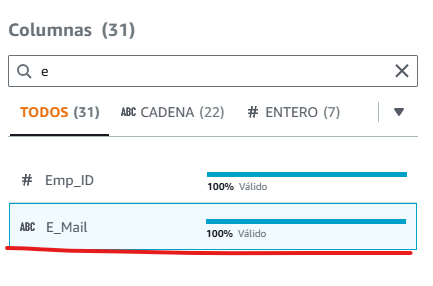 Columnas (31)
e
TODOS (31) ABC CADENA (22) # ENTERO (7)
# Emp_ID 100% Válido
ABC E_Mail 100% Válido